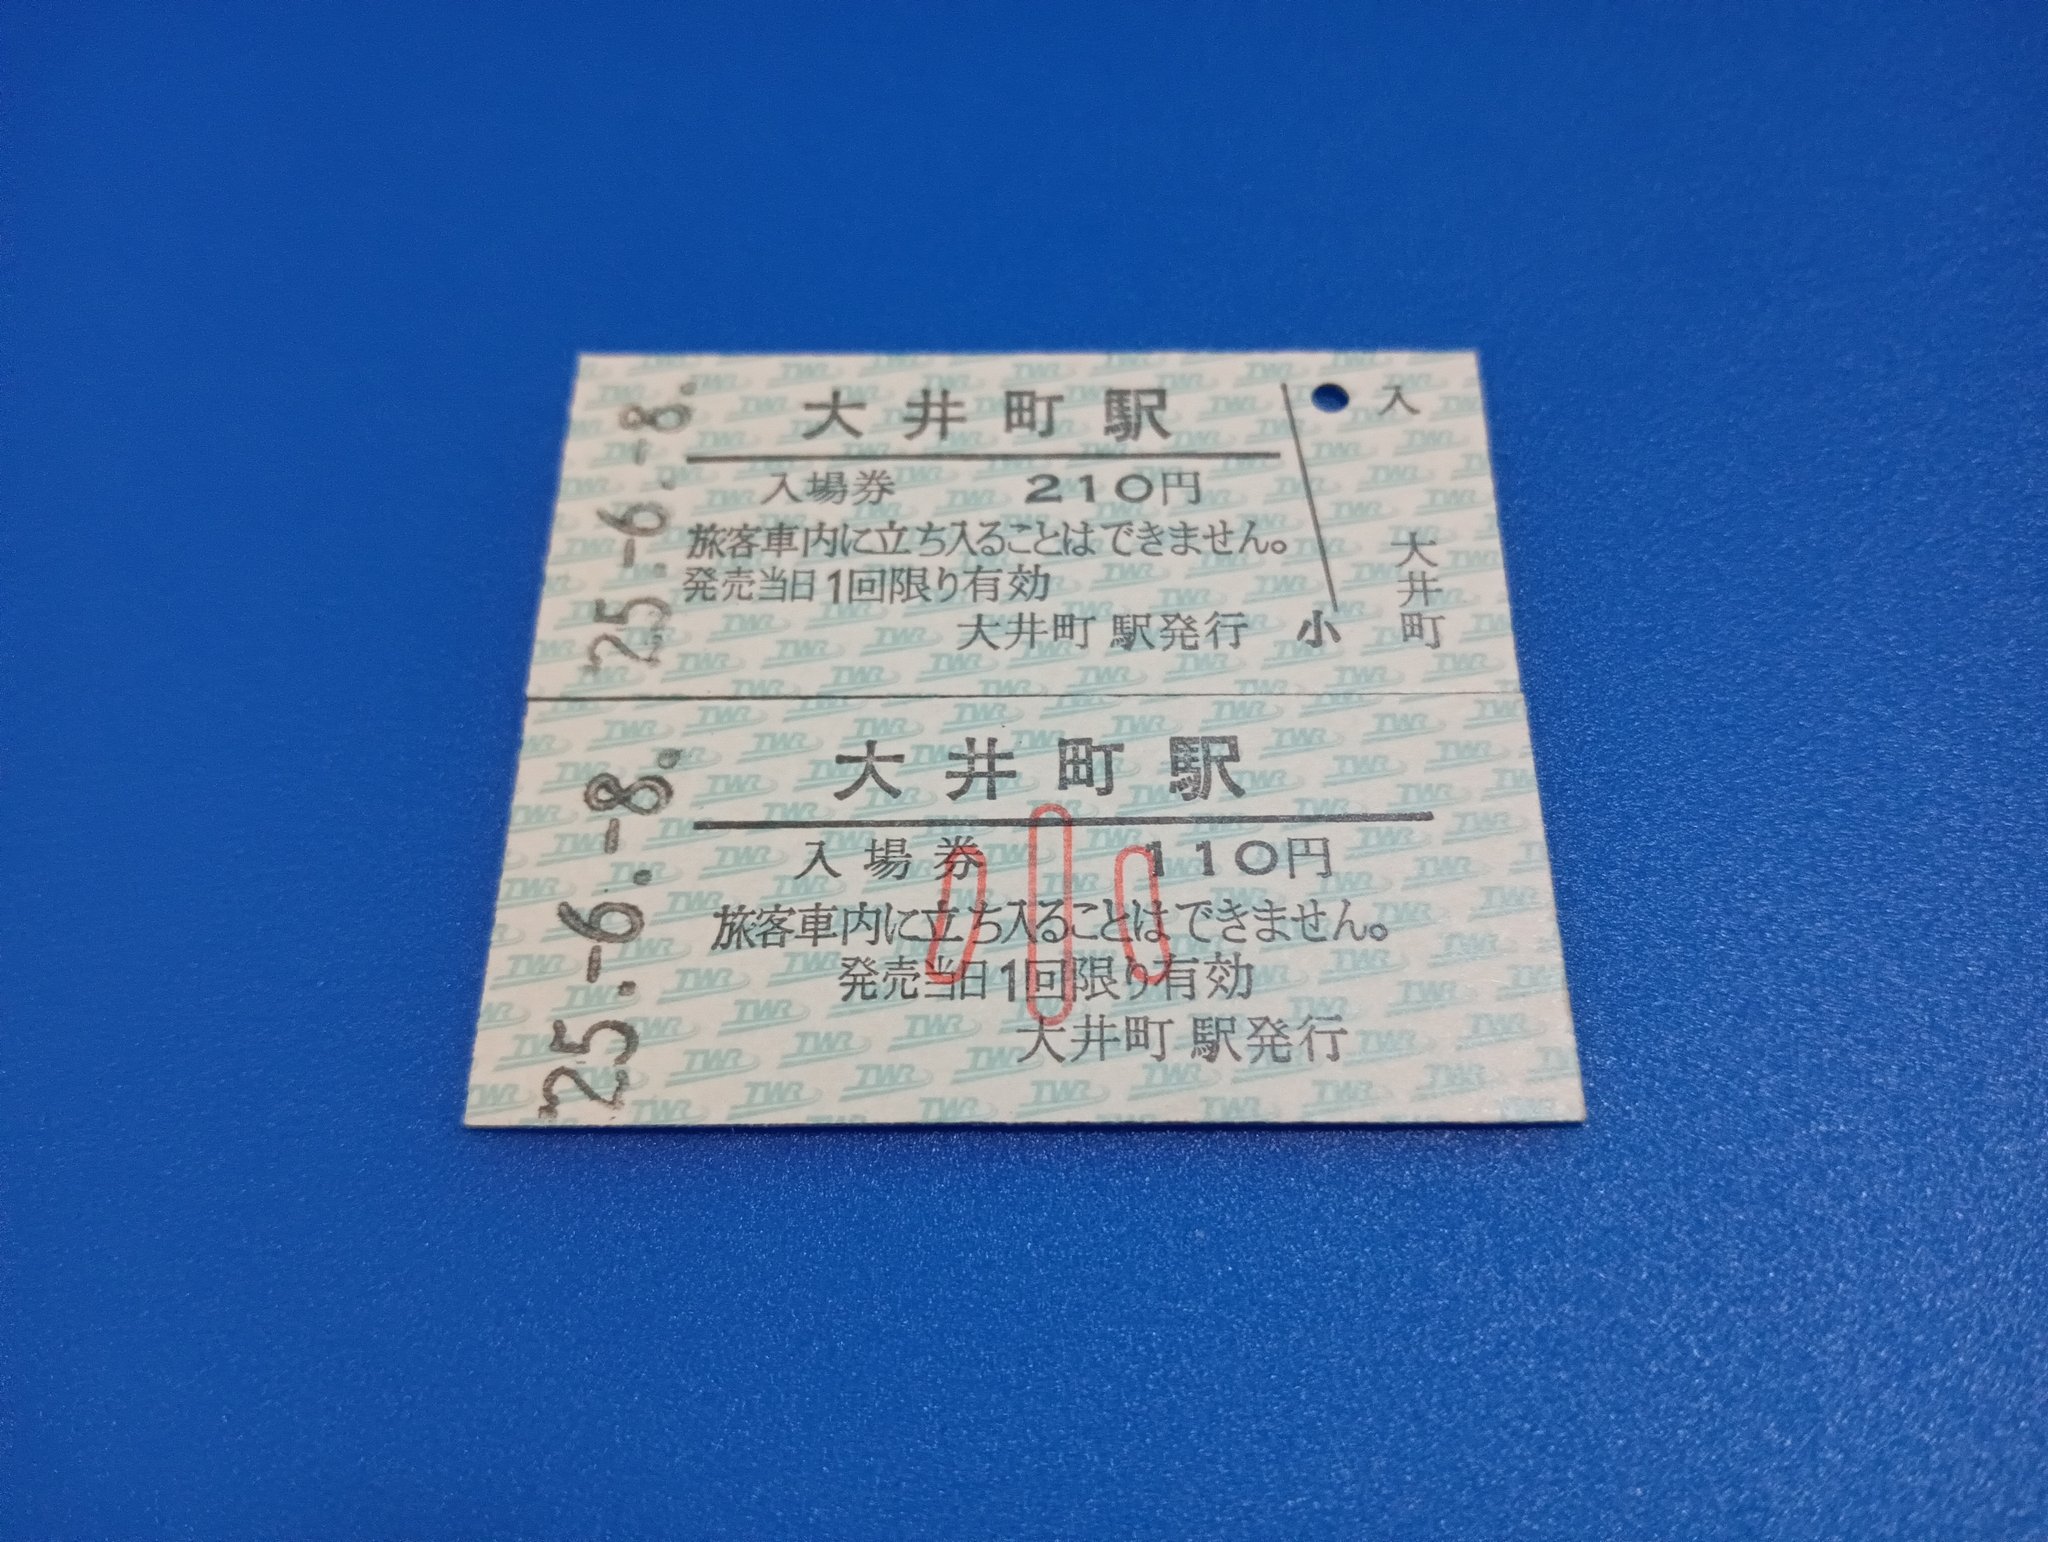 大井町駅
入場券 210円
旅客車内に立ち入ることはできません。
発売当日1回限り有効
大井町駅発行
小
入
大井町
25.-6.-8.
大井町駅
入場券 110円
旅客車内に立ち入ることはできません。
発売当日1回限り有効
大井町駅発行
小
25.-6.-8.
TWR